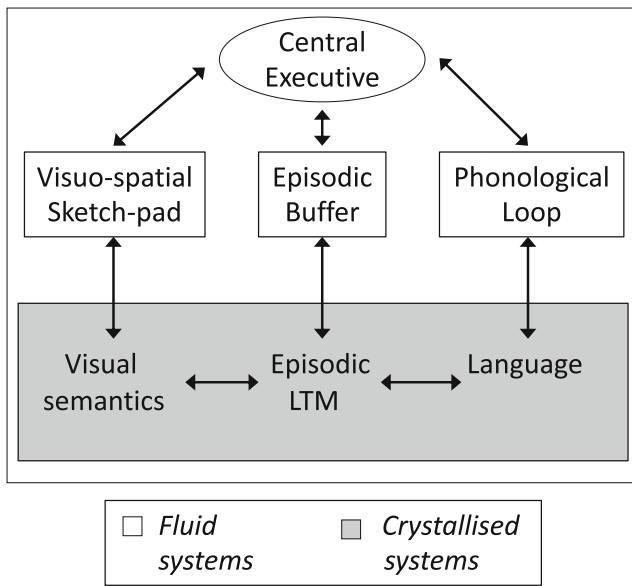 Central
Executive
Visuo-spatial
Sketch-pad
Episodic
Buffer
Phonological
Loop
Visual
semantics
Episodic
LTM
Language
Fluid
systems
Crystallised
systems